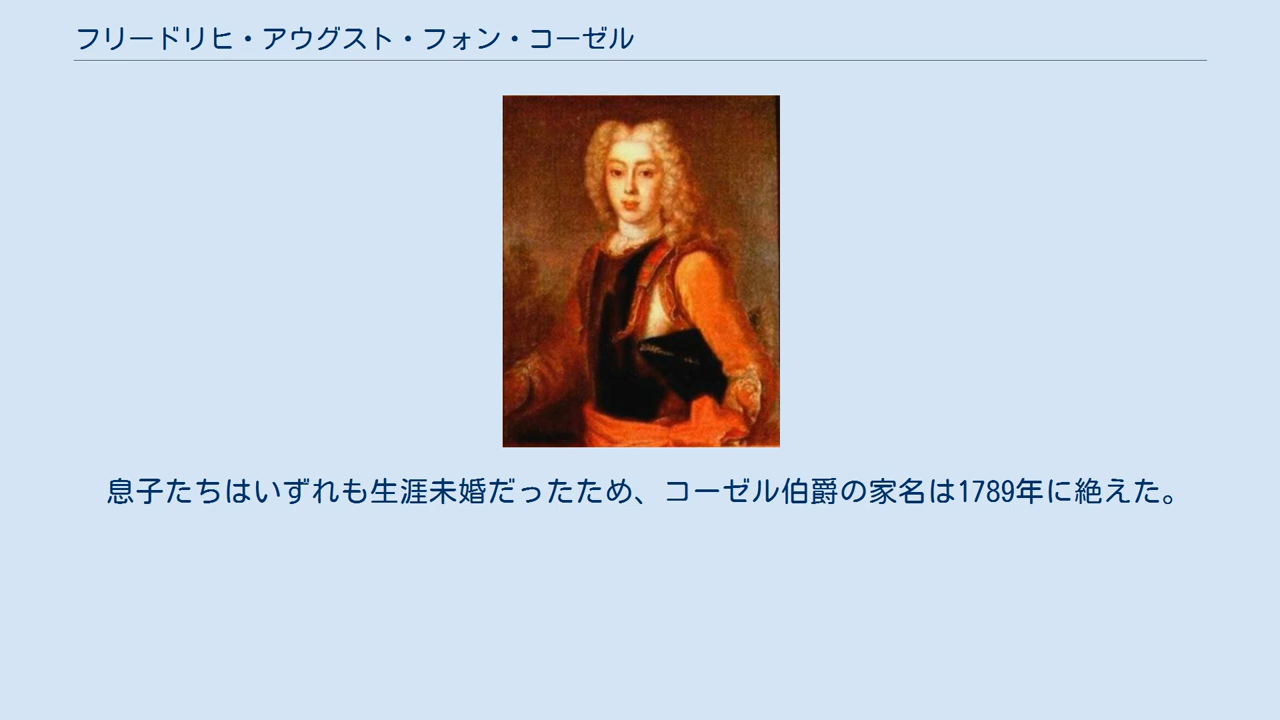 フリードリヒ・アウグスト・フォン・コーゼル
息子たちはいずれも生涯未婚だったため、コーゼル伯爵の家名は1789年に絶えた。